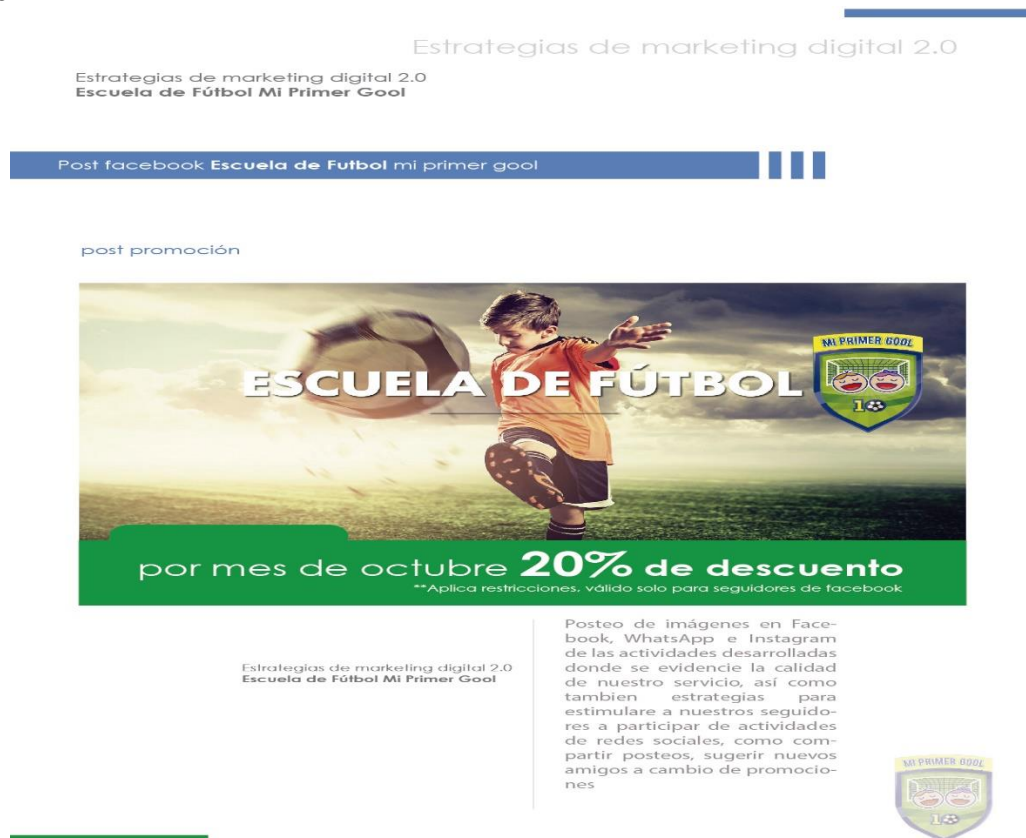 Estrategias de marketing digital 2.0
Estrategias de marketing digital 2.0
Escuela de Fútbol Mi Primer Gool
Post facebook Escuela de Futbol mi primer gool
post promoción
MI PRIMER GOOL
ESCUELA DE FÚTBOL
10
por mes de octubre 20% de descuento
**Aplica restricciones, válido solo para seguidores de facebook
Posteo de imágenes en Face-
book, WhatsApp e Instagram
de las actividades desarrolladas
donde se evidencie la calidad
de nuestro servicio, así como
tambien estrategias para
estimulare a nuestros seguído-
res a participar de actividades
de redes sociales, como com-
partir posteos, sugerir nuevos
amigos a cambio de promocio-
nes
Estrategias de marketing digital 2.0
Escuela de Fútbol Mi Primer Gool
MI PRIMER GOOL
10